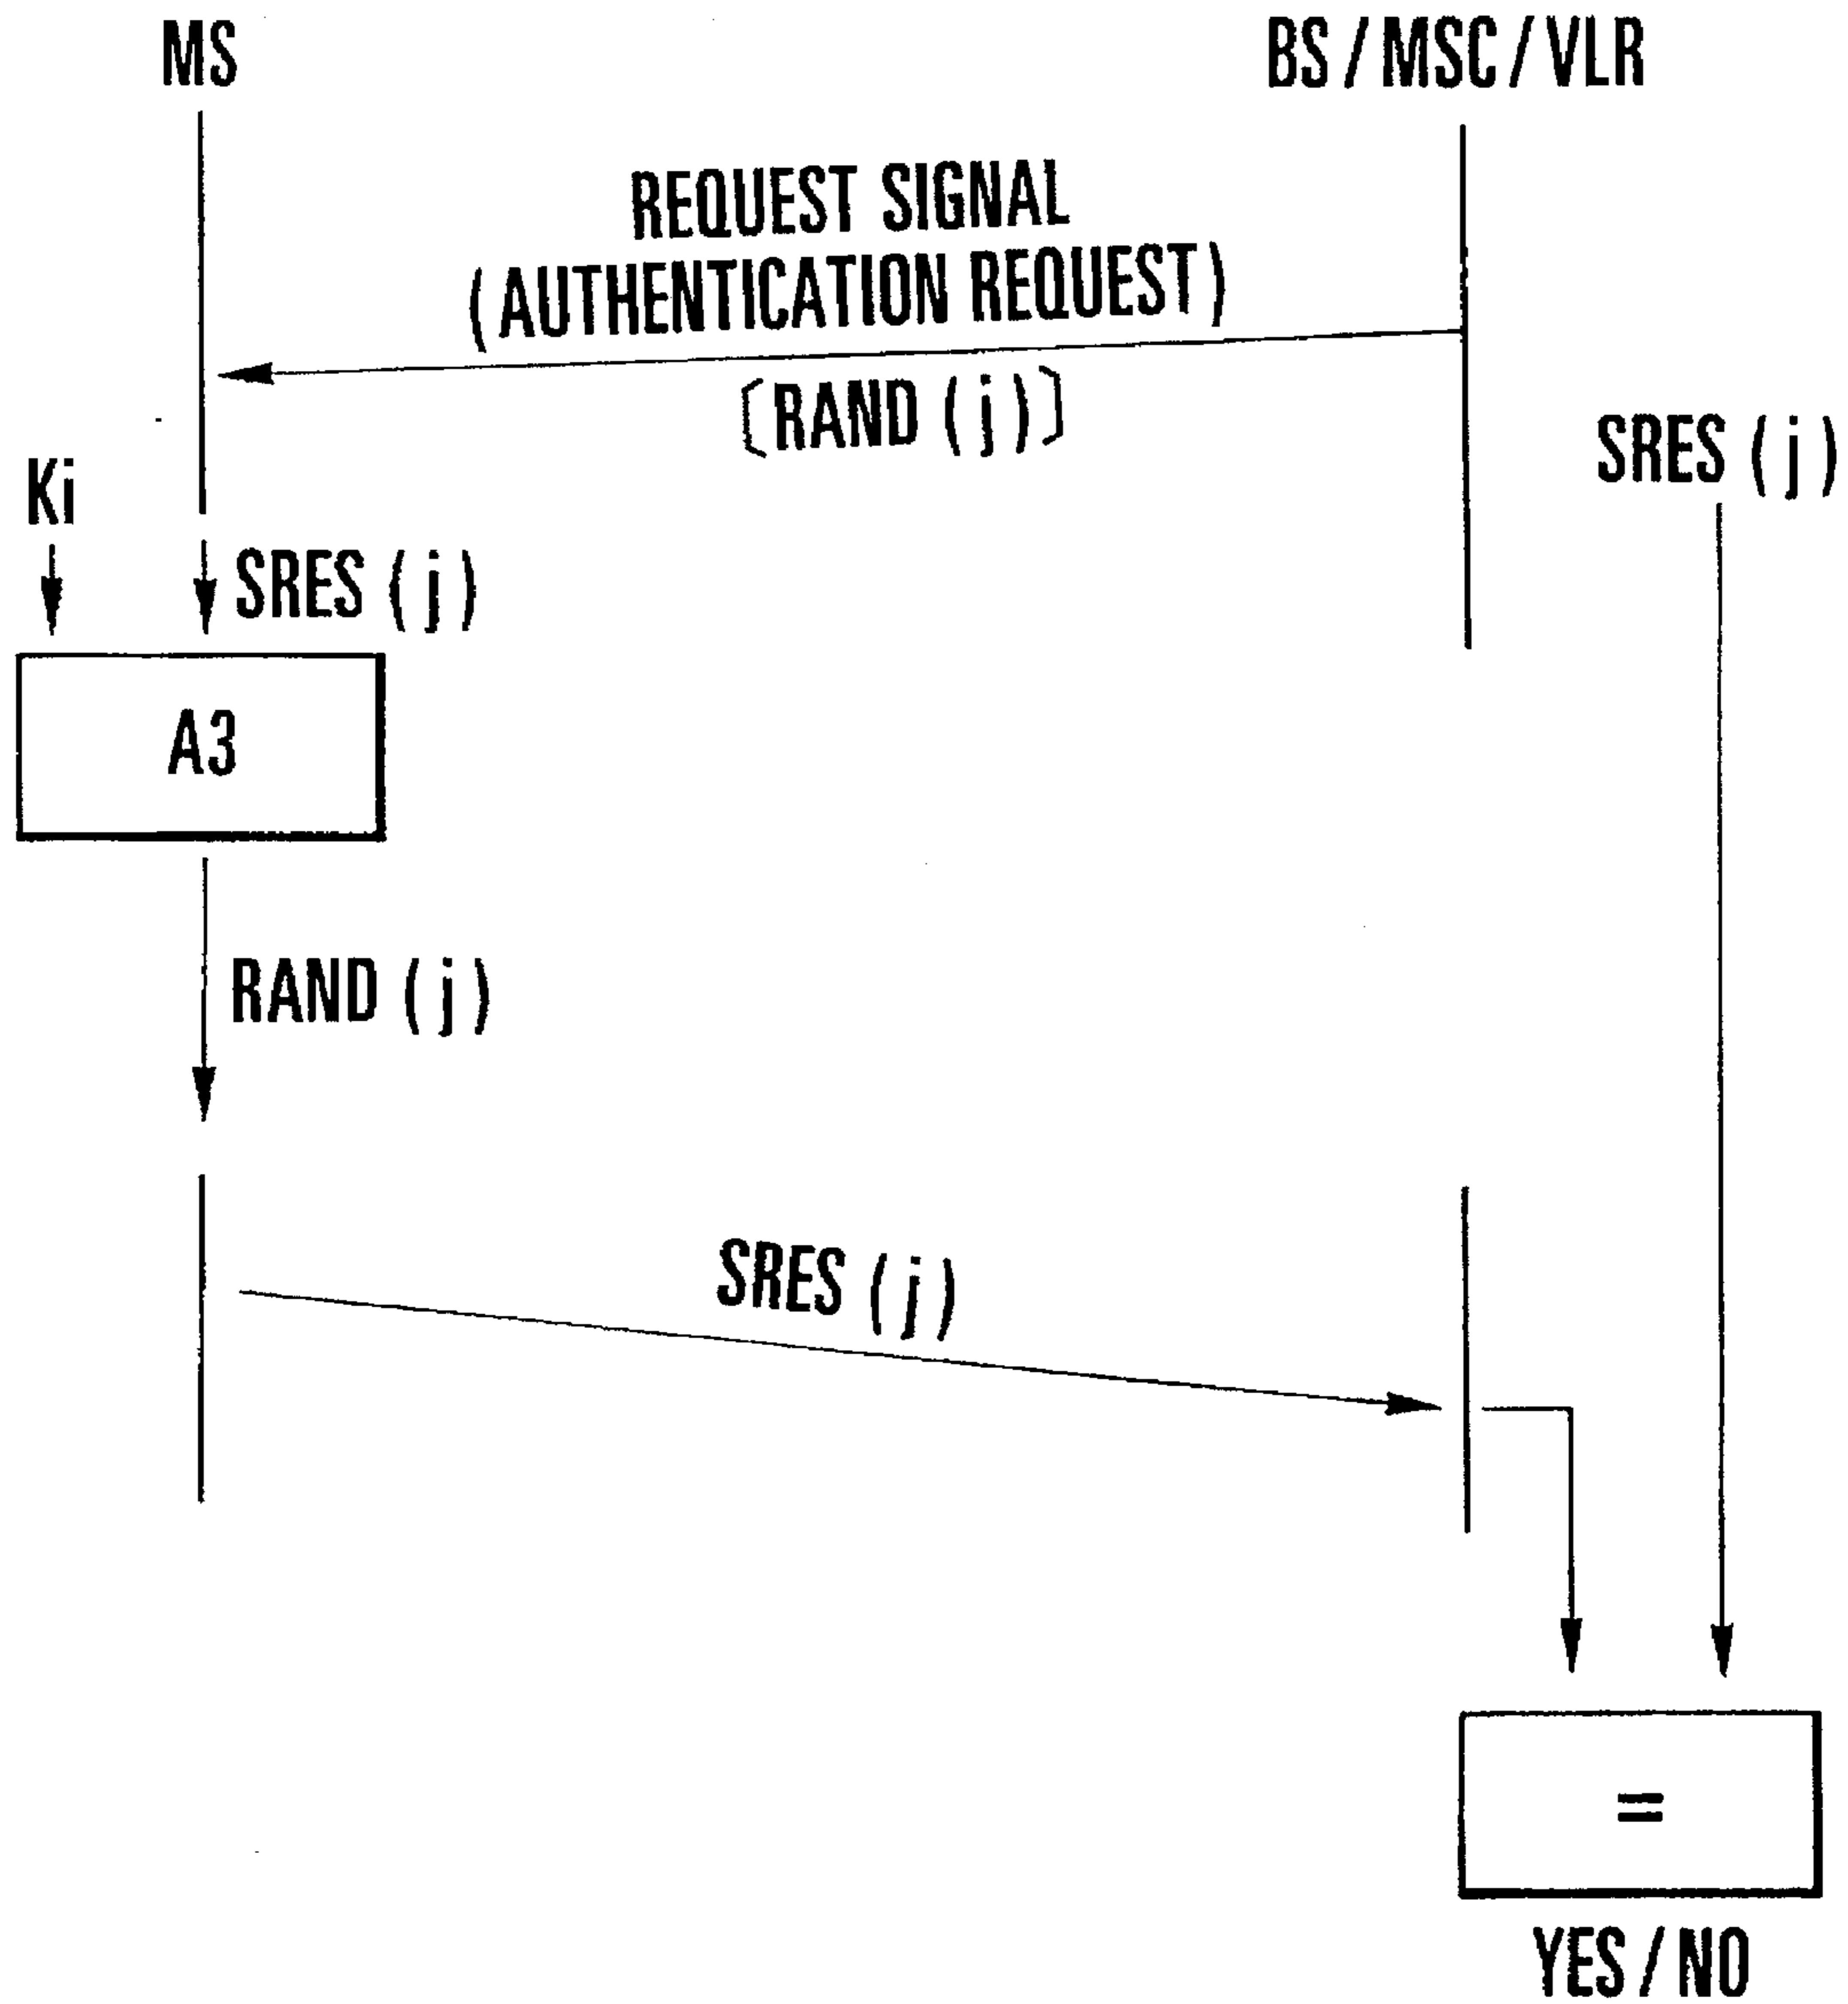 MS
BS/MSC/VLR
REQUEST SIGNAL
(AUTHENTICATION REQUEST)
[RAND(j)]
SRES(j)
Ki
SRES(j)
A3
RAND(j)
SRES(j)
=
YES/NO